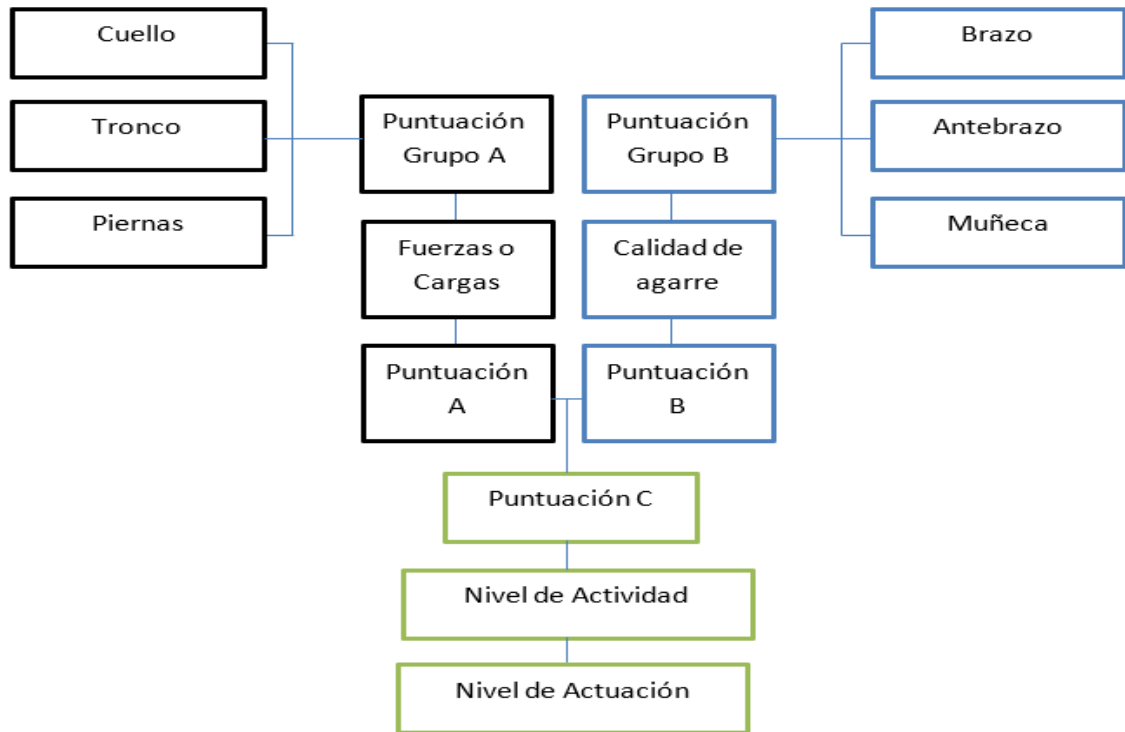 Cuello
Tronco
Piernas
Puntuación
Grupo A
Fuerzas o
Cargas
Puntuación
A
Puntuación
Grupo B
Calidad de
agarre
Puntuación
B
Brazo
Antebrazo
Muñeca
Puntuación C
Nivel de Actividad
Nivel de Actuación